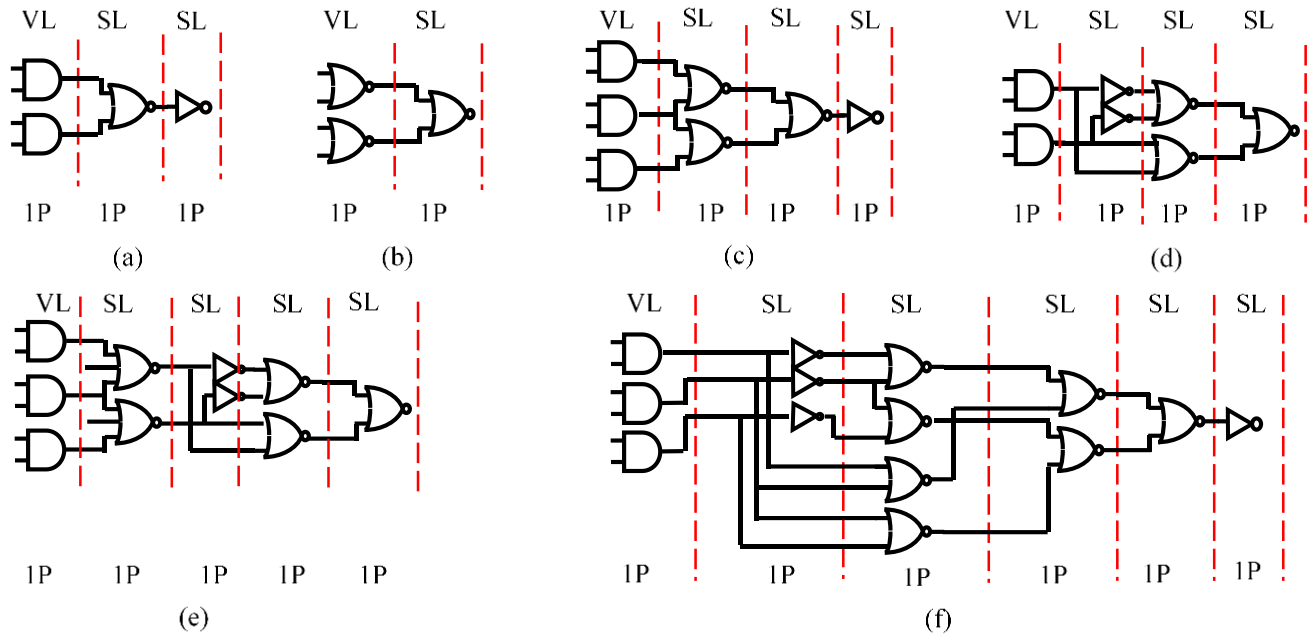 VL SL SL
1P 1P 1P
(a)
VL SL
1P 1P
(b)
VL SL SL SL
1P 1P 1P 1P
(c)
VL SL SL SL
1P 1P 1P 1P
(d)
VL SL SL SL SL
1P 1P 1P 1P 1P
(e)
VL SL SL SL SL SL
1P 1P 1P 1P 1P 1P
(f)